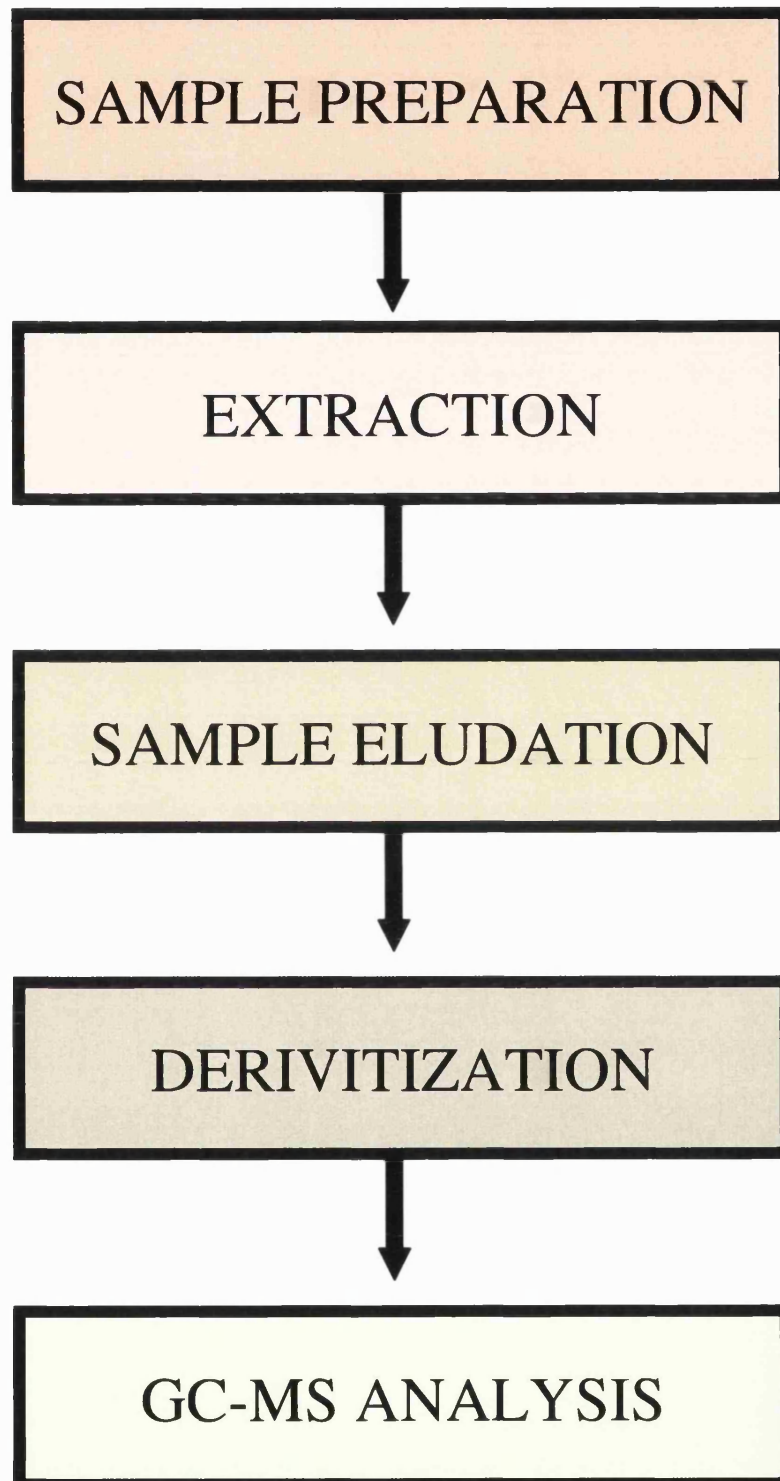 SAMPLE PREPARATION
EXTRACTION
SAMPLE ELUDATION
DERIVITIZATION
GC-MS ANALYSIS